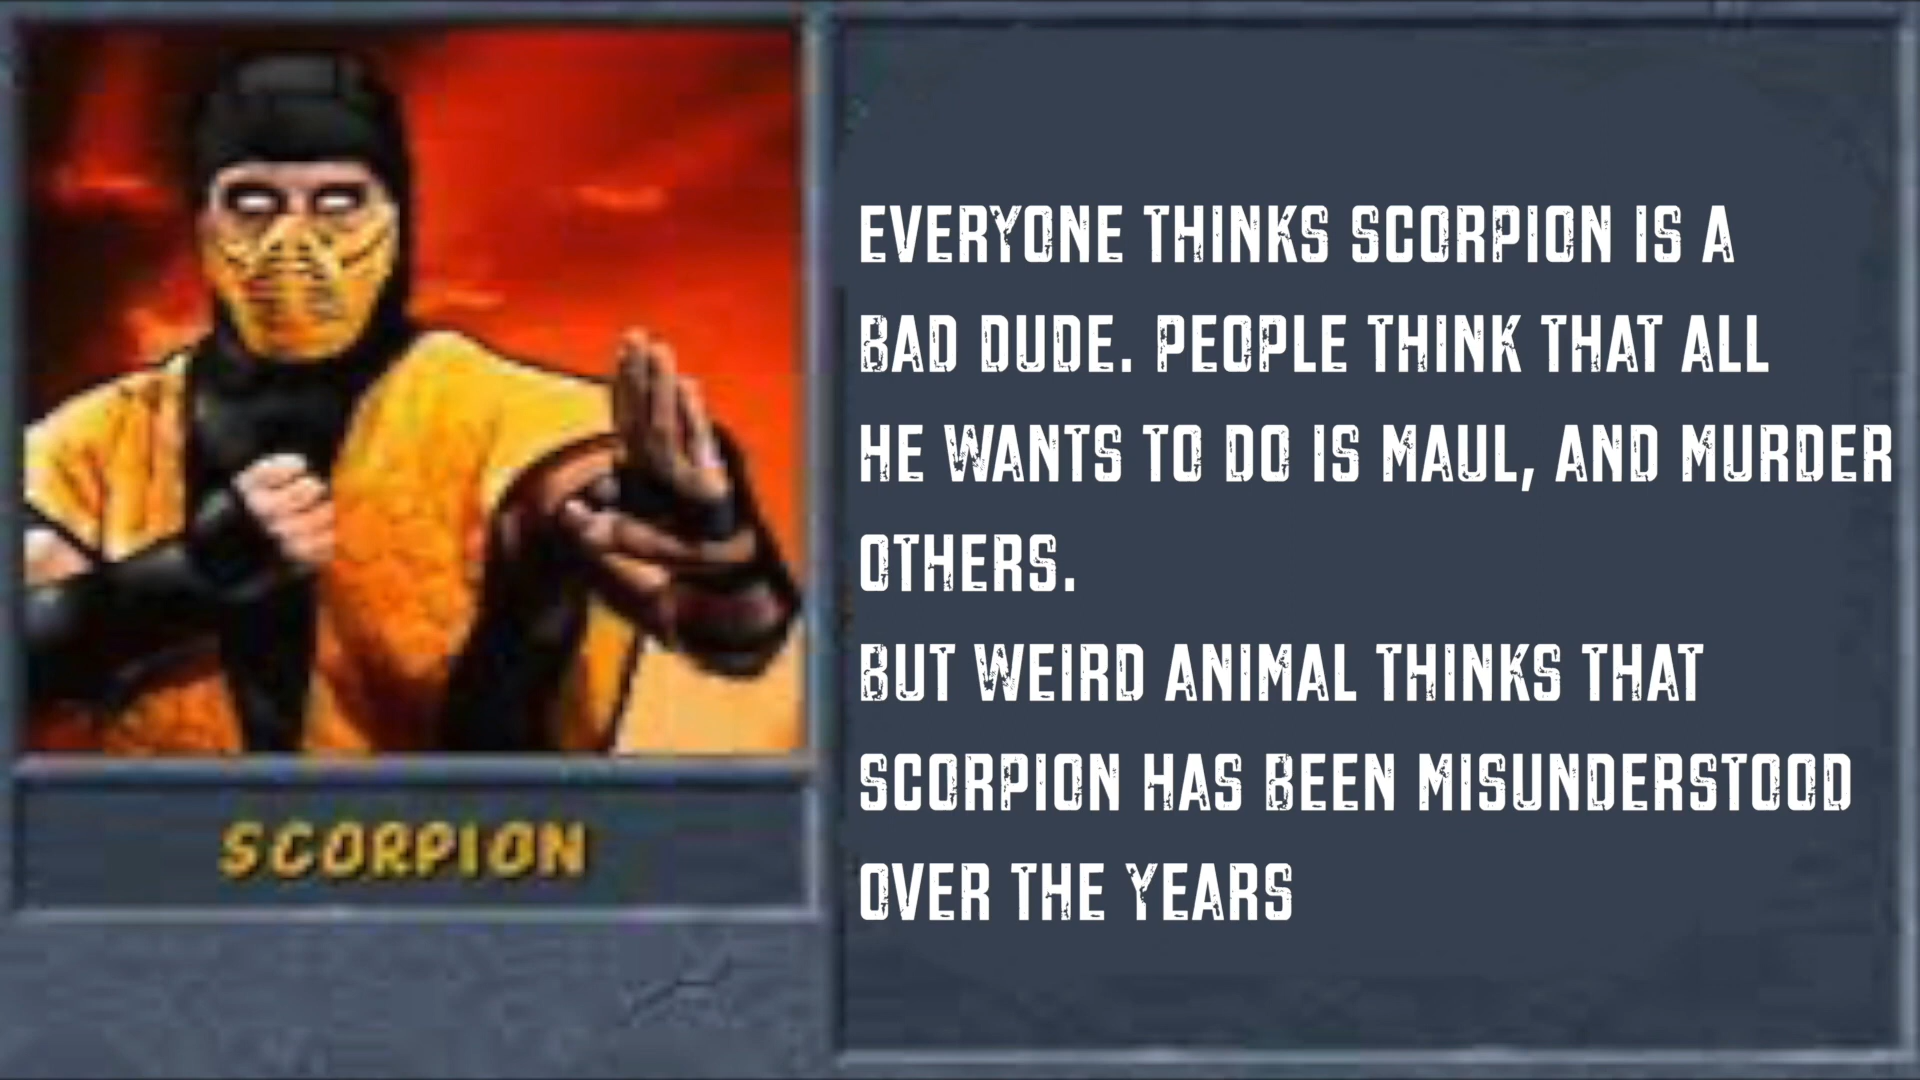 EVERYONE THINKS SCORPION IS A
BAD DUDE. PEOPLE THINK THAT ALL
HE WANTS TO DO IS MAUL, AND MURDER
OTHERS.
BUT WEIRD ANIMAL THINKS THAT
SCORPION HAS BEEN MISUNDERSTOOD
OVER THE YEARS
SCORPION